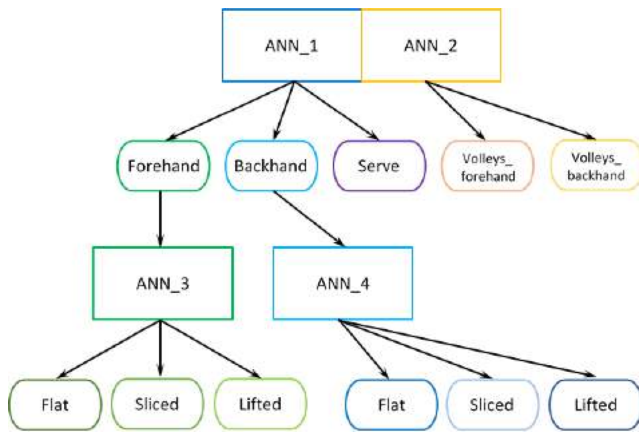 ANN_1 ANN_2
Forehand Backhand Serve Volleys_ forehand Volleys_ backhand
ANN_3 ANN_4
Flat Sliced Lifted Flat Sliced Lifted